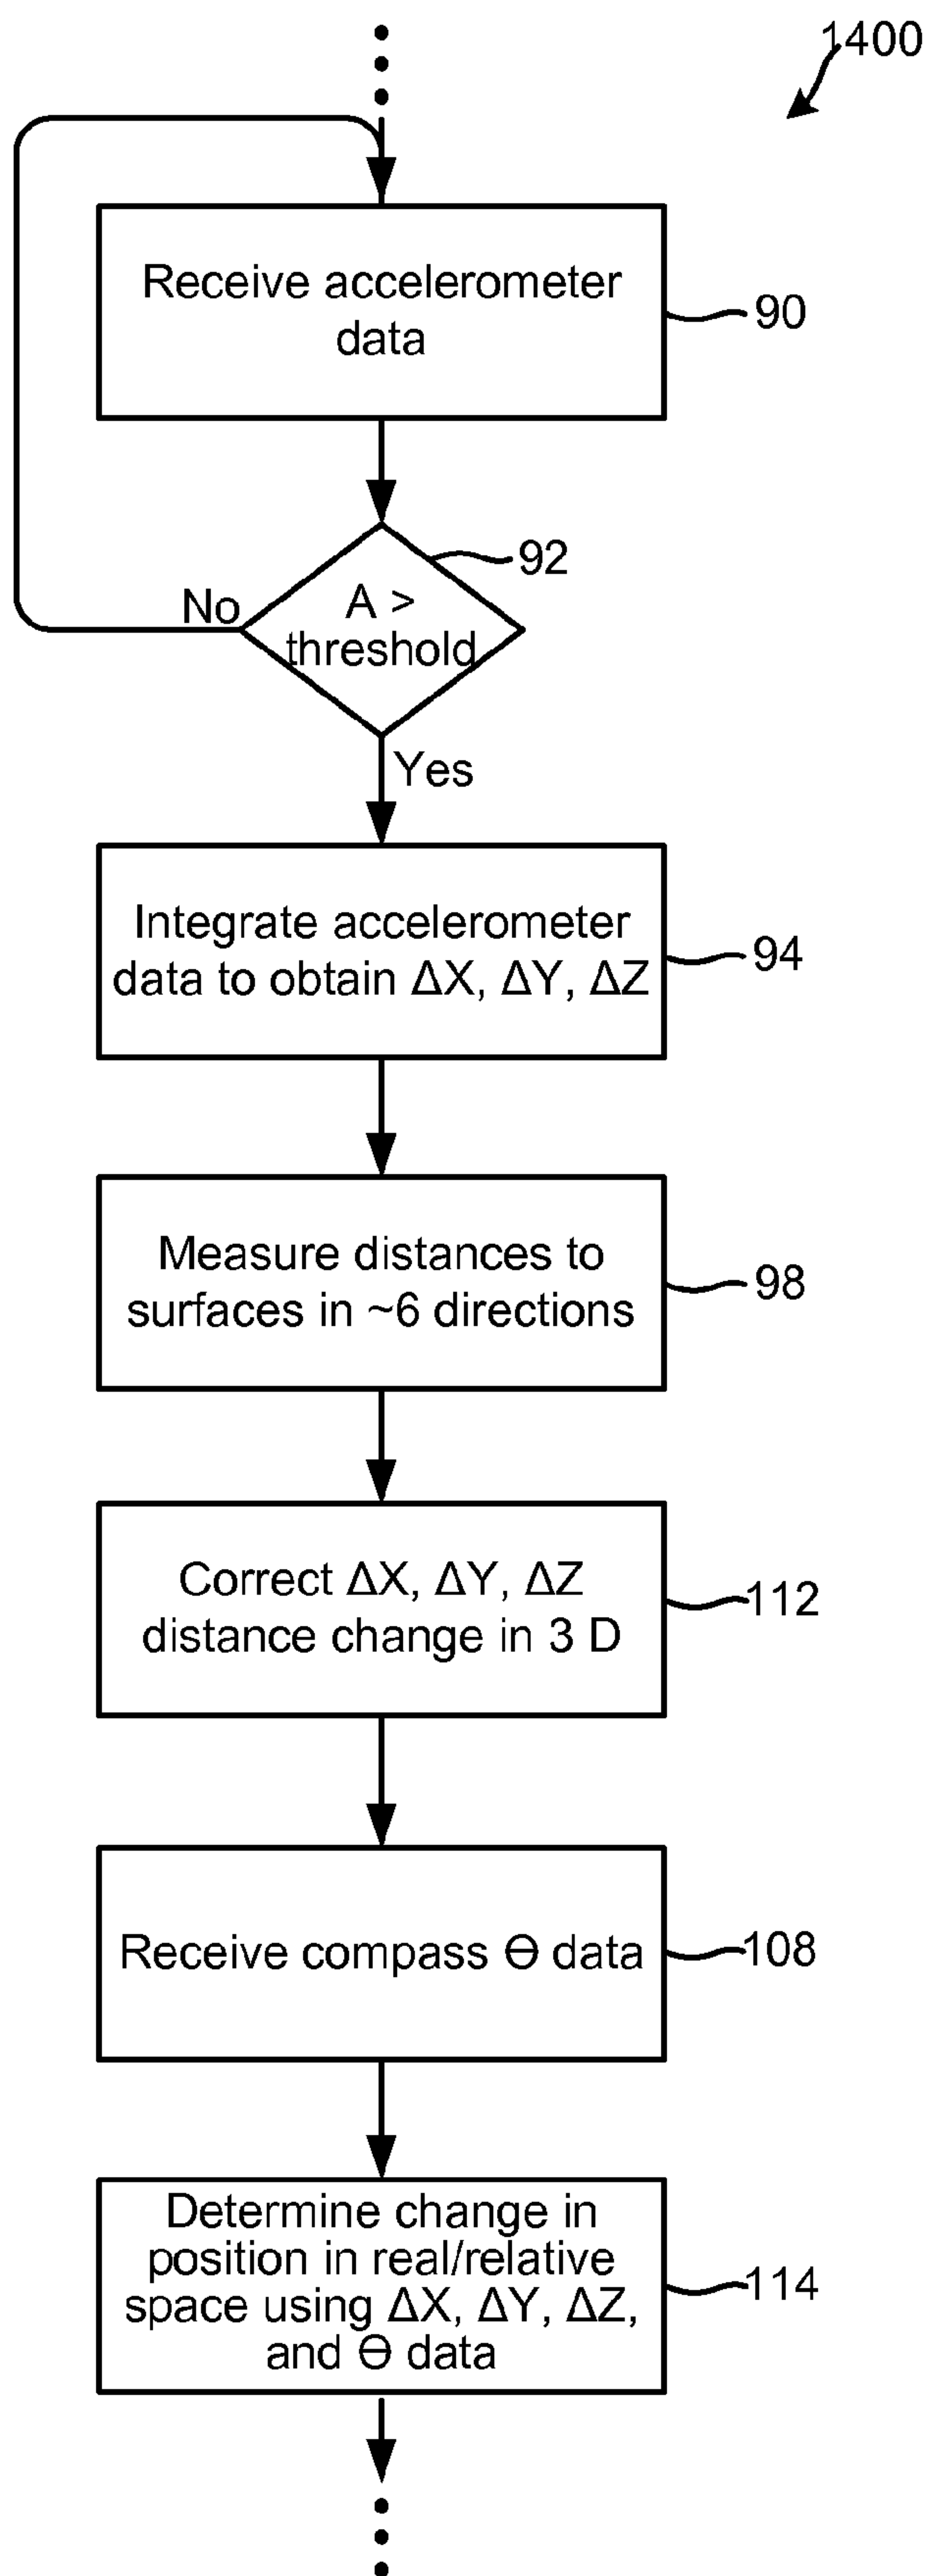 1400
Receive accelerometer
data
90
92
A >
threshold
No
Yes
Integrate accelerometer
data to obtain ΔX, ΔY, ΔZ
94
Measure distances to
surfaces in ~6 directions
98
Correct ΔX, ΔY, ΔZ
distance change in 3 D
112
Receive compass Θ data
108
Determine change in
position in real/relative
space using ΔX, ΔY, ΔZ,
and Θ data
114